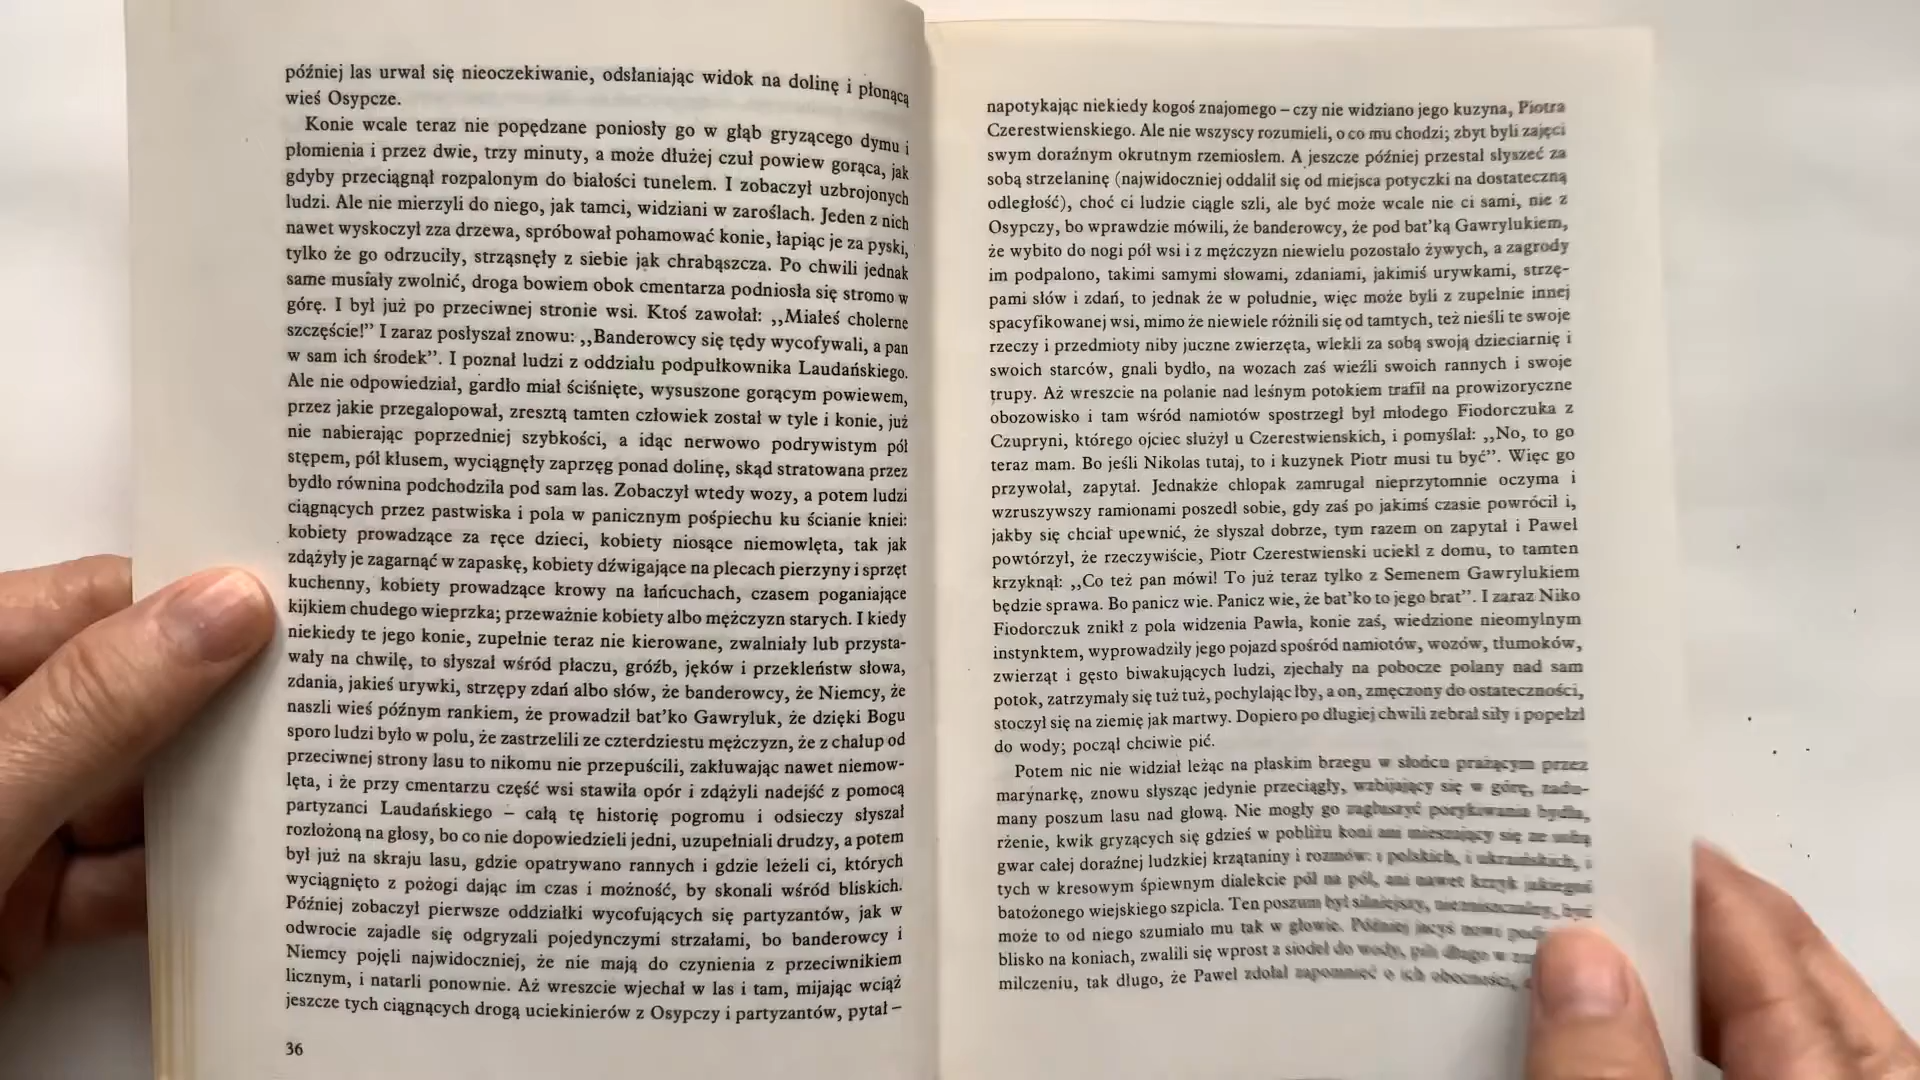 później las urwał się nieoczekiwanie, odsłaniając widok na dolinę i płonącą
wieś Osypcze.
Konie wcale teraz nie popędzane poniosły go w głąb gryzącego dymu i
płomienia i przez dwie, trzy minuty, a może dłużej czuł powiew gorąca, jak
gdyby przeciągnął rozpalonym do białości tunelem. I zobaczył uzbrojonych
ludzi. Ale nie mierzyli do niego, jak tamci, widziani w zaroślach. Jeden z nich
nawet wyskoczył zza drzewa, spróbował pohamować konie, łapiąc je za pyski,
tylko że go odrzuciły, strząsnęły z siebie jak chrabąszcza. Po chwili jednak
same musiały zwolnić, droga bowiem obok cmentarza podniosła się stromo w
górę. I był już po przeciwnej stronie wsi. Ktoś zawołał: ,,Miałeś cholerne
szczęście!” I zaraz posłyszał znowu: ,,Banderowcy się tędy wycofywali, a pan
w sam ich środek”. I poznał ludzi z oddziału podpułkownika Laudańskiego.
Ale nie odpowiedział, gardło miał ściśnięte, wysuszone gorącym powiewem,
przez jakie przegalopował, zresztą tamten człowiek został w tyle i konie, już
nie nabierając poprzedniej szybkości, a idąc nerwowo podrywistym pół
stępem, pół kłusem, wyciągnęły zaprzęg ponad dolinę, skąd stratowana przez
bydło równina podchodziła pod sam las. Zobaczył wtedy wozy, a potem ludzi
ciągnących przez pastwiska i pola w panicznym pośpiechu ku ścianie kniei:
kobiety prowadzące za ręce dzieci, kobiety niosące niemowlęta, tak jak
zdążyły je zagarnąć w zapaskę, kobiety dźwigające na plecach pierzyny i sprzęt
kuchenny, kobiety prowadzące krowy na łańcuchach, czasem poganiające
kijkiem chudego wieprzka; przeważnie kobiety albo mężczyzn starych. I kiedy
niekiedy te jego konie, zupełnie teraz nie kierowane, zwalniały lub przysta-
wały na chwilę, to słyszał wśród płaczu, gróźb, jęków i przekleństw słowa,
zdania, jakieś urywki, strzępy zdań albo słów, że banderowcy, że Niemcy, że
naszli wieś późnym rankiem, że prowadził bat’ko Gawryluk, że dzięki Bogu
sporo ludzi było w polu, że zastrzelili ze czterdziestu mężczyzn, że z chałup od
przeciwnej strony lasu to nikomu nie przepuścili, zakłuwając nawet niemow-
lęta, i że przy cmentarzu część wsi stawiła opór i zdążyli nadejść z pomocą
partyzanci Laudańskiego – całą tę historię pogromu i odsieczy słyszał
rozłożoną na głosy, bo co nie dopowiedzieli jedni, uzupełniali drudzy, a potem
był już na skraju lasu, gdzie opatrywano rannych i gdzie leżeli ci, których
wyciągnięto z pożogi dając im czas i możność, by skonali wśród bliskich.
Później zobaczył pierwsze oddziałki wycofujących się partyzantów, jak w
odwrocie zajadle się odgryzali pojedynczymi strzałami, bo banderowcy i
Niemcy pojęli najwidoczniej, że nie mają do czynienia z przeciwnikiem
licznym, i natarli ponownie. Aż wreszcie wjechał w las i tam, mijając wciąż
jeszcze tych ciągnących drogą uciekinierów z Osypczy i partyzantów, pytał –
36
napotykając niekiedy kogoś znajomego – czy nie widziano jego kuzyna, Piotra
Czerestwienskiego. Ale nie wszyscy rozumieli, o co mu chodzi; zbyt byli zajęci
swym doraźnym okrutnym rzemiosłem. A jeszcze później przestał słyszeć za
sobą strzelaninę (najwidoczniej oddalił się od miejsca potyczki na dostateczną
odległość), choć ci ludzie ciągle szli, ale być może wcale nie ci sami, nie z
Osypczy, bo wprawdzie mówili, że banderowcy, że pod bat’ką Gawrylukiem,
że wybito do nogi pół wsi i z mężczyzn niewielu pozostało żywych, a zagrody
im podpalono, takimi samymi słowami, zdaniami, jakimiś urywkami, strzę-
pami słów i zdań, to jednak że w południe, więc może byli z zupełnie innej
spacyfikowanej wsi, mimo że niewiele różnili się od tamtych, też nieśli te swoje
rzeczy i przedmioty niby juczne zwierzęta, wlekli za sobą swoją dzieciarnię i
swoich starców, gnali bydło, na wozach zaś wieźli swoich rannych i swoje
trupy. Aż wreszcie na polanie nad leśnym potokiem trafił na prowizoryczne
obozowisko i tam wśród namiotów spostrzegł był młodego Fiodorczuka z
Czupryni, którego ojciec służył u Czerestwienskich, i pomyślał: ,,No, to go
teraz mam. Bo jeśli Nikolas tutaj, to i kuzynek Piotr musi tu być”. Więc go
przywołał, zapytał. Jednakże chłopak zamrugał nieprzytomnie oczyma i
wzruszywszy ramionami poszedł sobie, gdy zaś po jakimś czasie powrócił i,
jakby się chciał upewnić, że słyszał dobrze, tym razem on zapytał i Paweł
powtórzył, że rzeczywiście, Piotr Czerestwienski uciekł z domu, to tamten
krzyknął: ,,Co też pan mówi! To już teraz tylko z Semenem Gawrylukiem
będzie sprawa. Bo panicz wie. Panicz wie, że bat’ko to jego brat”. I zaraz Niko
Fiodorczuk znikł z pola widzenia Pawła, konie zaś, wiedzione nieomylnym
instynktem, wyprowadziły jego pojazd spośród namiotów, wozów, tłumoków,
zwierząt i gęsto biwakujących ludzi, zjechały na pobocze polany nad sam
potok, zatrzymały się tuż tuż, pochylając łby, a on, zmęczony do ostateczności,
stoczył się na ziemię jak martwy. Dopiero po długiej chwili zebrał siły i popełzł
do wody; począł chciwie pić.
Potem nic nie widział leżąc na płaskim brzegu w słońcu prażącym przez
marynarkę, znowu słysząc jedynie przeciągły, wzbijający się w górę, zadu-
many poszum lasu nad głową. Nie mogły go zagłuszyć porykiwania bydła,
rżenie, kwik gryzących się gdzieś w pobliżu koni ani mieszający się ze sobą
gwar całej doraźnej ludzkiej krzątaniny i rozmów: i polskich, i ukraińskich, i
tych w kresowym śpiewnym dialekcie pół na pół, ani nawet krzyk jakiegoś
batożonego wiejskiego szpicla. Ten poszum był silniejszy, niezniszczalny, być
może to od niego szumiało mu tak w głowie. Później jacyś nowi
blisko na koniach, zwalili się wprost z siodeł do wody, pili długo w
milczeniu, tak długo, że Paweł zdołał zapomnieć o ich obecności,